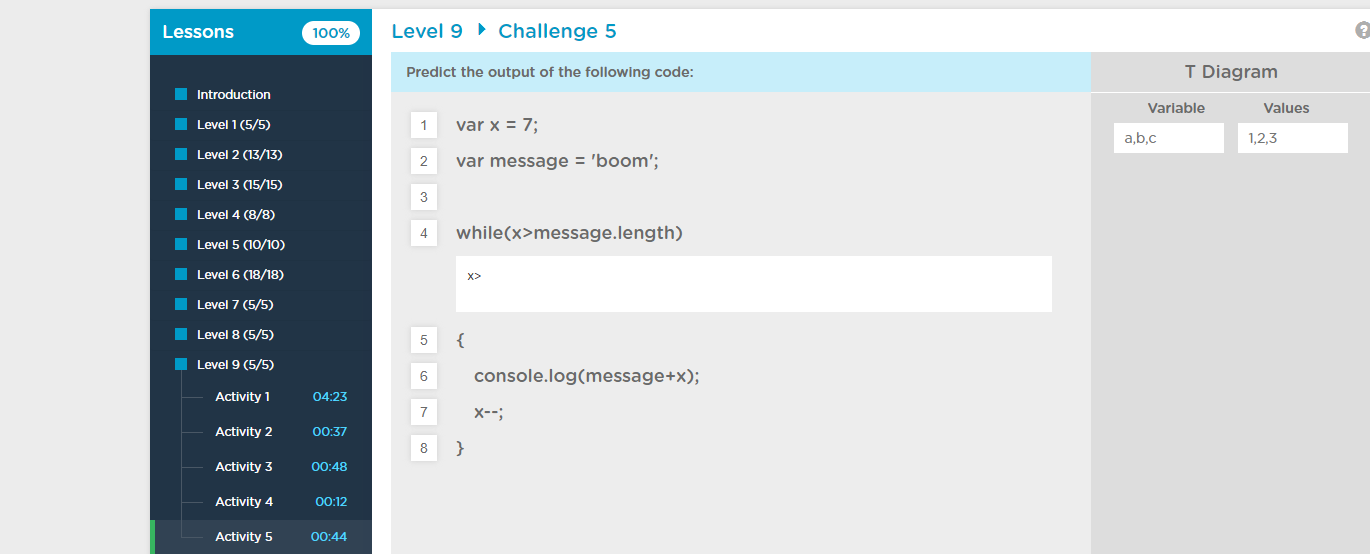 Lessons
100%
Introduction
Level 1 (5/5)
Level 2 (13/13)
Level 3 (15/15)
Level 4 (8/8)
Level 5 (10/10)
Level 6 (18/18)
Level 7 (5/5)
Level 8 (5/5)
Level 9 (5/5)
Activity 1 04:23
Activity 2 00:37
Activity 3 00:48
Activity 4 00:12
Activity 5 00:44
Level 9 Challenge 5
?
Predict the output of the following code:
1 var x = 7;
2 var message = 'boom';
3
4 while(x>message.length)
x>
5 {
6 console.log(message+x);
7 x--;
8 }
T Diagram
Variable Values
a,b,c 1,2,3